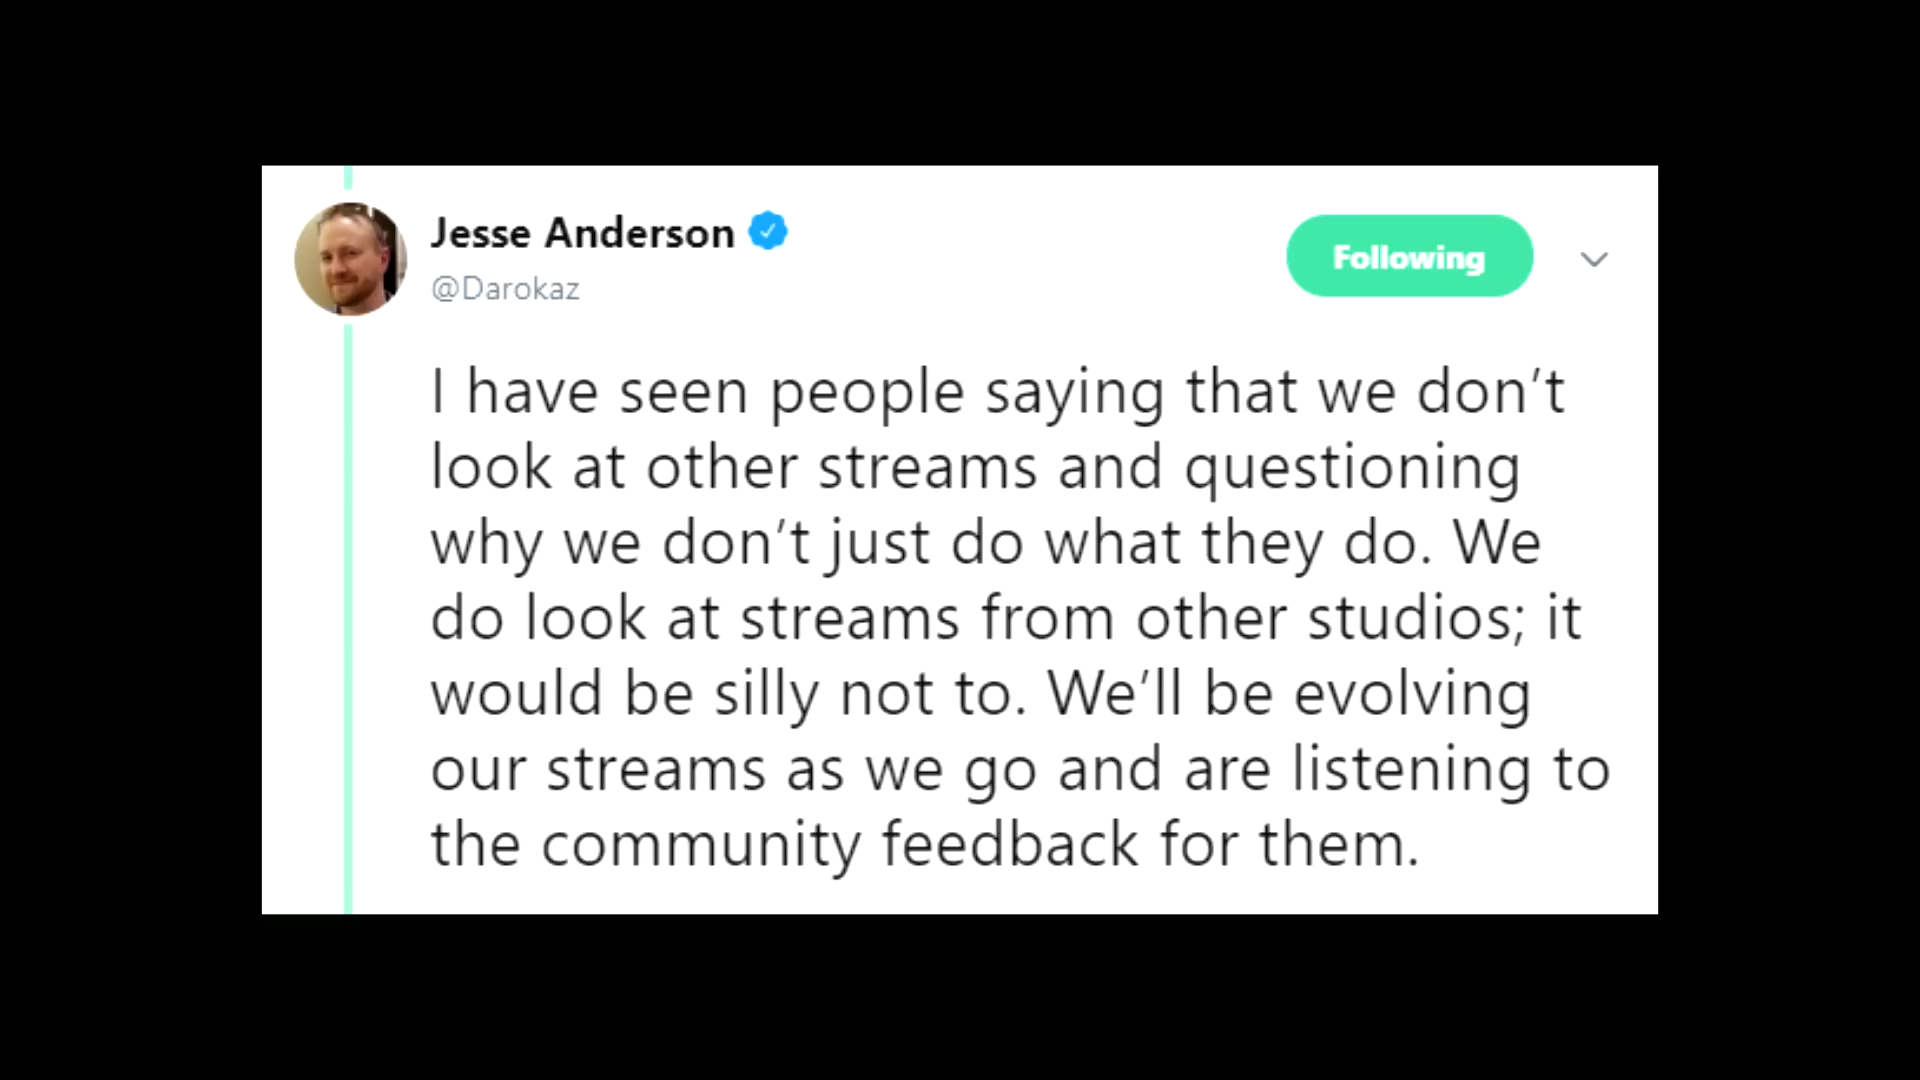 Jesse Anderson
@Darokaz
Following
I have seen people saying that we don’t
look at other streams and questioning
why we don’t just do what they do. We
do look at streams from other studios; it
would be silly not to. We’ll be evolving
our streams as we go and are listening to
the community feedback for them.